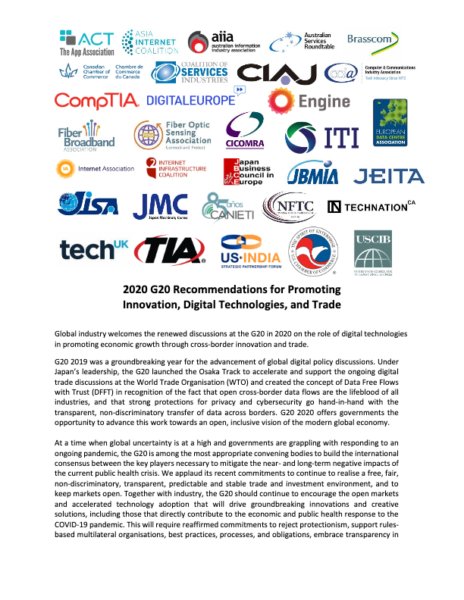 ACT
The App Association
ASIA
INTERNET
COALITION
aiia
australian information
industry association
Australian
Services
Roundtable
Brasscom
Canadian
Chamber of
Commerce
Chambre de
Commerce
du Canada
COALITION OF
SERVICES
INDUSTRIES
CIAJ
ccia
Computer & Communications
Industry Association
CompTIA
DIGITALEUROPE
Engine
Fiber
Broadband
Association
Fiber Optic
Sensing
Association
CICOMRA
ITI
EUROPEAN
DATA CENTRE
ASSOCIATION
Internet Association
INTERNET
INFRASTRUCTURE
COALITION
Japan
Business
Council in
Europe
JBMIA
JEITA
JISA
JMC
85 años
CANIETI
NFTC
TECHNATION CA
techUK
TIA
US-INDIA
STRATEGIC PARTNERSHIP FORUM
USCIB
2020 G20 Recommendations for Promoting
Innovation, Digital Technologies, and Trade
Global industry welcomes the renewed discussions at the G20 in 2020 on the role of digital technologies
in promoting economic growth through cross-border innovation and trade.
G20 2019 was a groundbreaking year for the advancement of global digital policy discussions. Under
Japan's leadership, the G20 launched the Osaka Track to accelerate and support the ongoing digital
trade discussions at the World Trade Organisation (WTO) and created the concept of Data Free Flows
with Trust (DFFT) in recognition of the fact that open cross-border data flows are the lifeblood of all
industries, and that strong protections for privacy and cybersecurity go hand-in-hand with the
transparent, non-discriminatory transfer of data across borders. G20 2020 offers governments the
opportunity to advance this work towards an open, inclusive vision of the modern global economy.
At a time when global uncertainty is at a high and governments are grappling with responding to an
ongoing pandemic, the G20 is among the most appropriate convening bodies to build the international
consensus between the key players necessary to mitigate the near- and long-term negative impacts of
the current public health crisis. We applaud its recent commitments to continue to realise a free, fair,
non-discriminatory, transparent, predictable and stable trade and investment environment, and to
keep markets open. Together with industry, the G20 should continue to encourage the open markets
and accelerated technology adoption that will drive groundbreaking innovations and creative
solutions, including those that directly contribute to the economic and public health response to the
COVID-19 pandemic. This will require reaffirmed commitments to reject protectionism, support rules-
based multilateral organisations, best practices, processes, and obligations, embrace transparency in